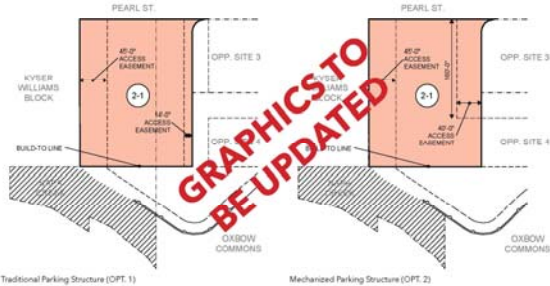 PEARL ST.
45'-0"
ACCESS
EASEMENT
OPP. SITE 3
KYSER
WILLIAMS
BLOCK
2-1
14'-0"
ACCESS
EASEMENT
BUILD-TO LINE
OPP. SITE 4
OXBOW
COMMONS
Traditional Parking Structure (OPT. 1)
PEARL ST.
45'-0"
ACCESS
EASEMENT
OPP. SITE 3
KYSER
WILLIAMS
BLOCK
2-1
40'-0"
ACCESS
EASEMENT
BUILD-TO LINE
OPP. SITE 4
OXBOW
COMMONS
Mechanized Parking Structure (OPT. 2)
GRAPHICS TO
BE UPDATED